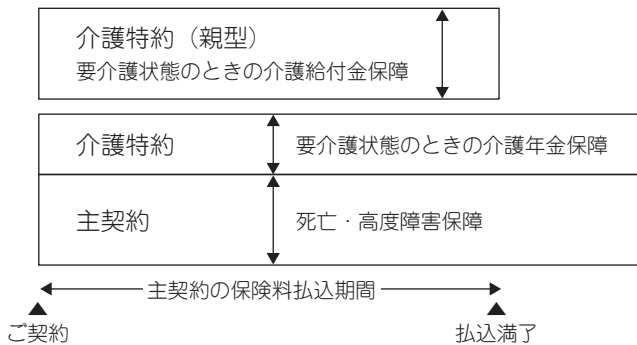 介護特約（親型）
要介護状態のときの介護給付金保障
介護特約
要介護状態のときの介護年金保障
主契約
死亡・高度障害保障
主契約の保険料払込期間
ご契約
払込満了